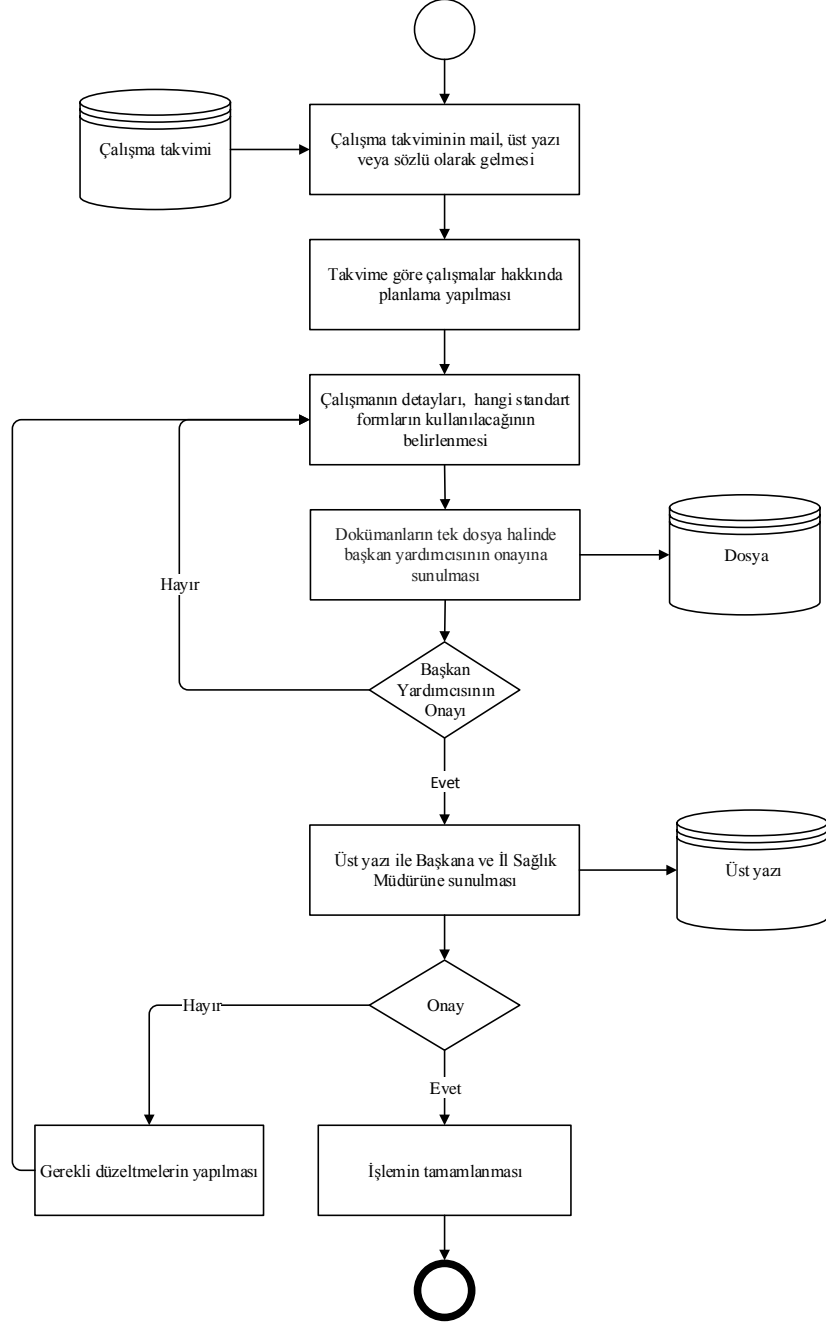 Çalışma takvimi
Çalışma takviminin mail, üst yazı
veya sözlü olarak gelmesi
Takvime göre çalışmalar hakkında
planlama yapılması
Çalışmanın detayları, hangi standart
formların kullanılacağının
belirlenmesi
Dokümanların tek dosya halinde
başkan yardımcısının onayına
sunulması
Dosya
Hayır
Başkan
Yardımcısının
Onayı
Evet
Üst yazı ile Başkana ve İl Sağlık
Müdürüne sunulması
Üst yazı
Hayır
Onay
Evet
Gerekli düzeltmelerin yapılması
İşlemin tamamlanması